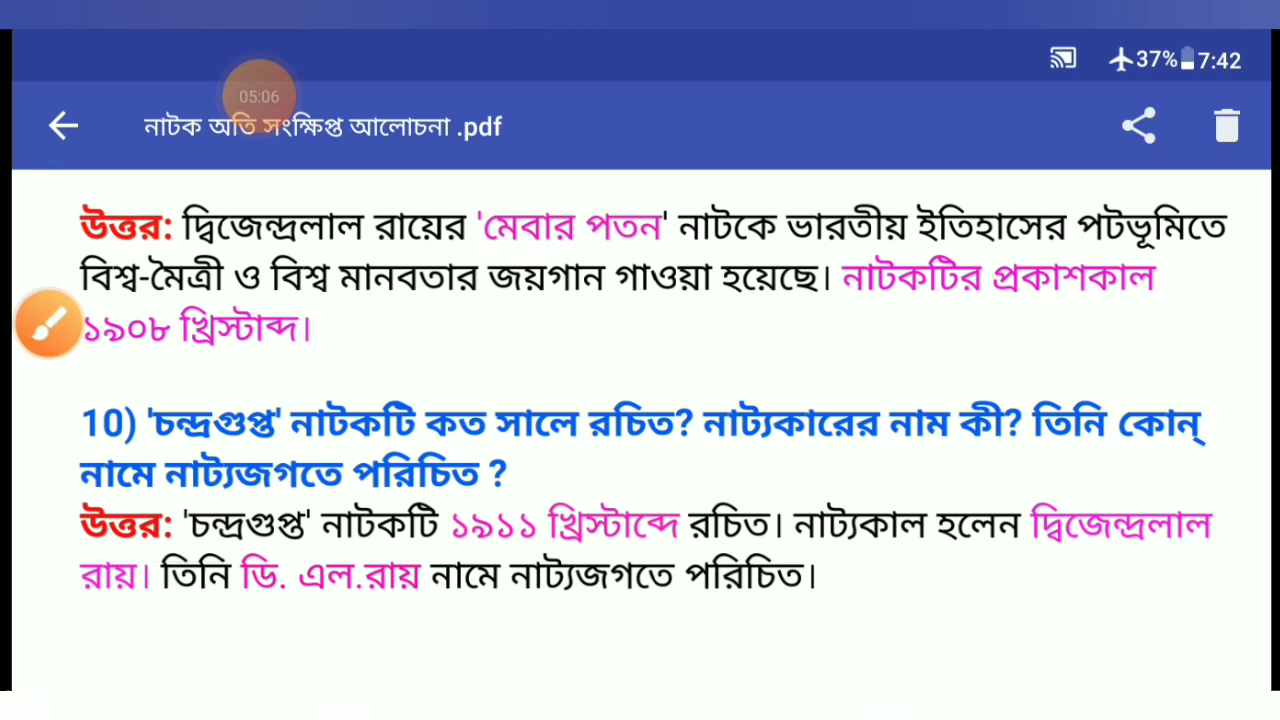 37% 7:42
05:06
নাটক অতি সংক্ষিপ্ত আলোচনা .pdf
উত্তর: দ্বিজেন্দ্রলাল রায়ের 'মেবার পতন' নাটকে ভারতীয় ইতিহাসের পটভূমিতে
বিশ্ব-মৈত্রী ও বিশ্ব মানবতার জয়গান গাওয়া হয়েছে। নাটকটির প্রকাশকাল
১৯০৮ খ্রিস্টাব্দ।
10) 'চন্দ্রগুপ্ত' নাটকটি কত সালে রচিত? নাট্যকারের নাম কী? তিনি কোন্
নামে নাট্যজগতে পরিচিত ?
উত্তর: 'চন্দ্রগুপ্ত' নাটকটি ১৯১১ খ্রিস্টাব্দে রচিত। নাট্যকাল হলেন দ্বিজেন্দ্রলাল
রায়। তিনি ডি. এল.রায় নামে নাট্যজগতে পরিচিত।